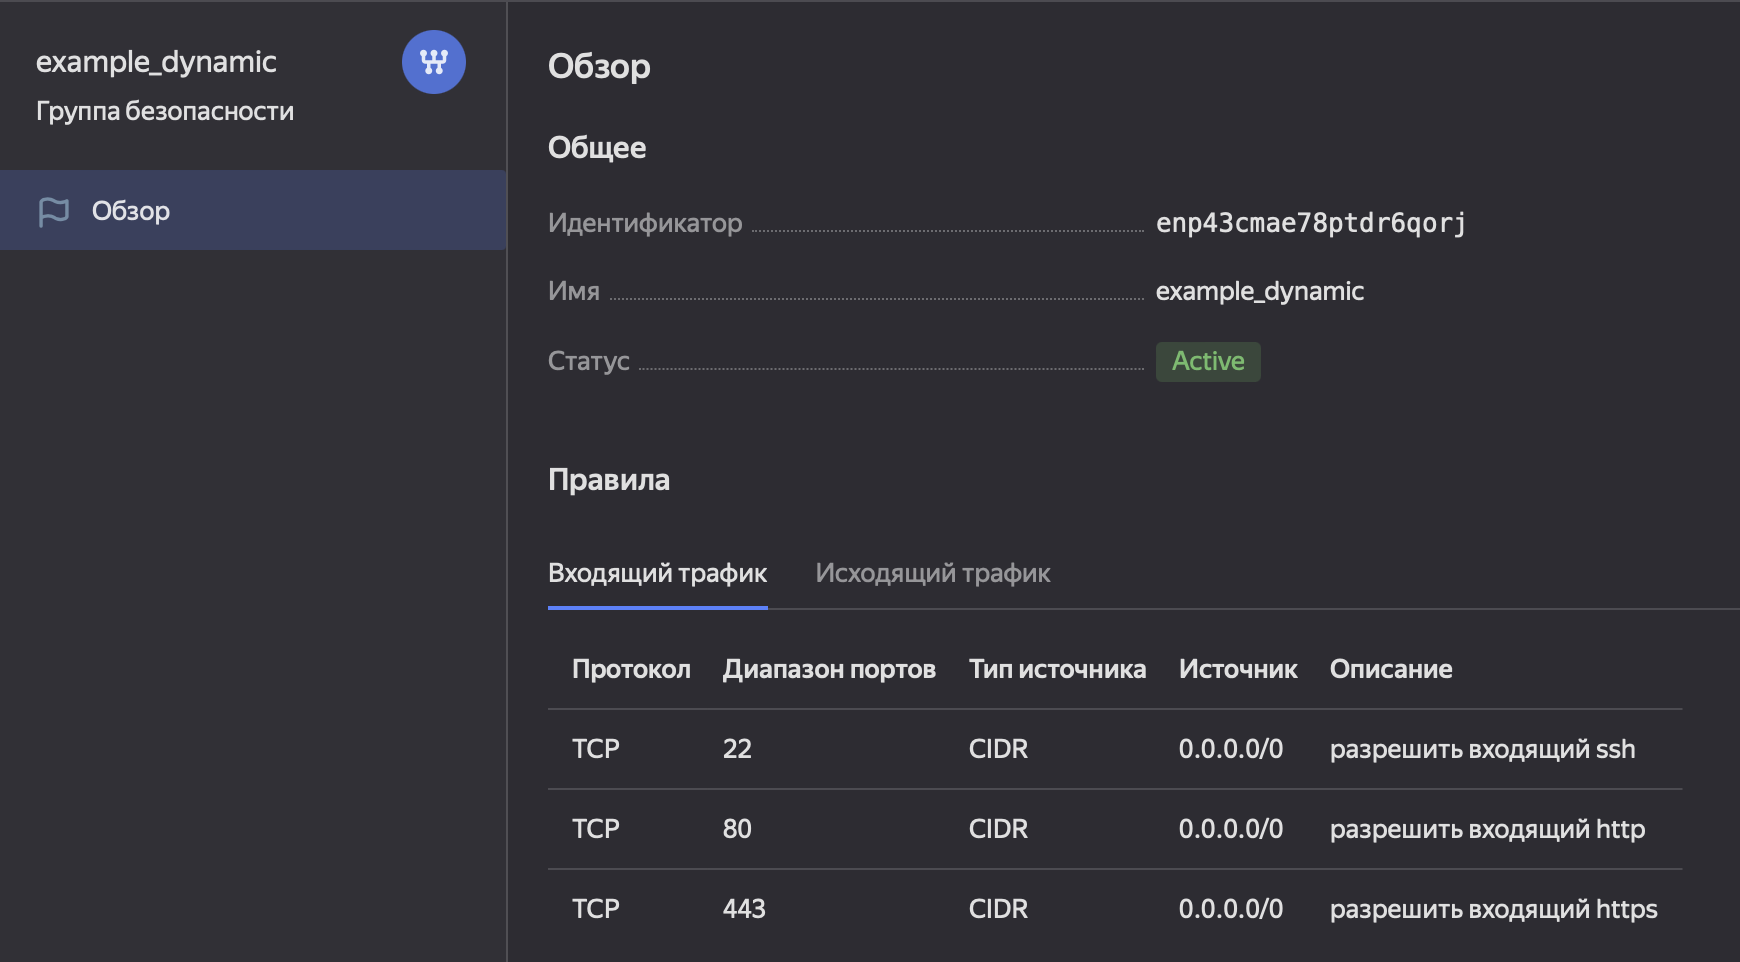 example_dynamic
Группа безопасности
Обзор
Обзор
Общее
Идентификатор enp43cmae78ptdr6qorj
Имя example_dynamic
Статус Active
Правила
Входящий трафик Исходящий трафик
Протокол Диапазон портов Тип источника Источник Описание
TCP 22 CIDR 0.0.0.0/0 разрешить входящий ssh
TCP 80 CIDR 0.0.0.0/0 разрешить входящий http
TCP 443 CIDR 0.0.0.0/0 разрешить входящий https